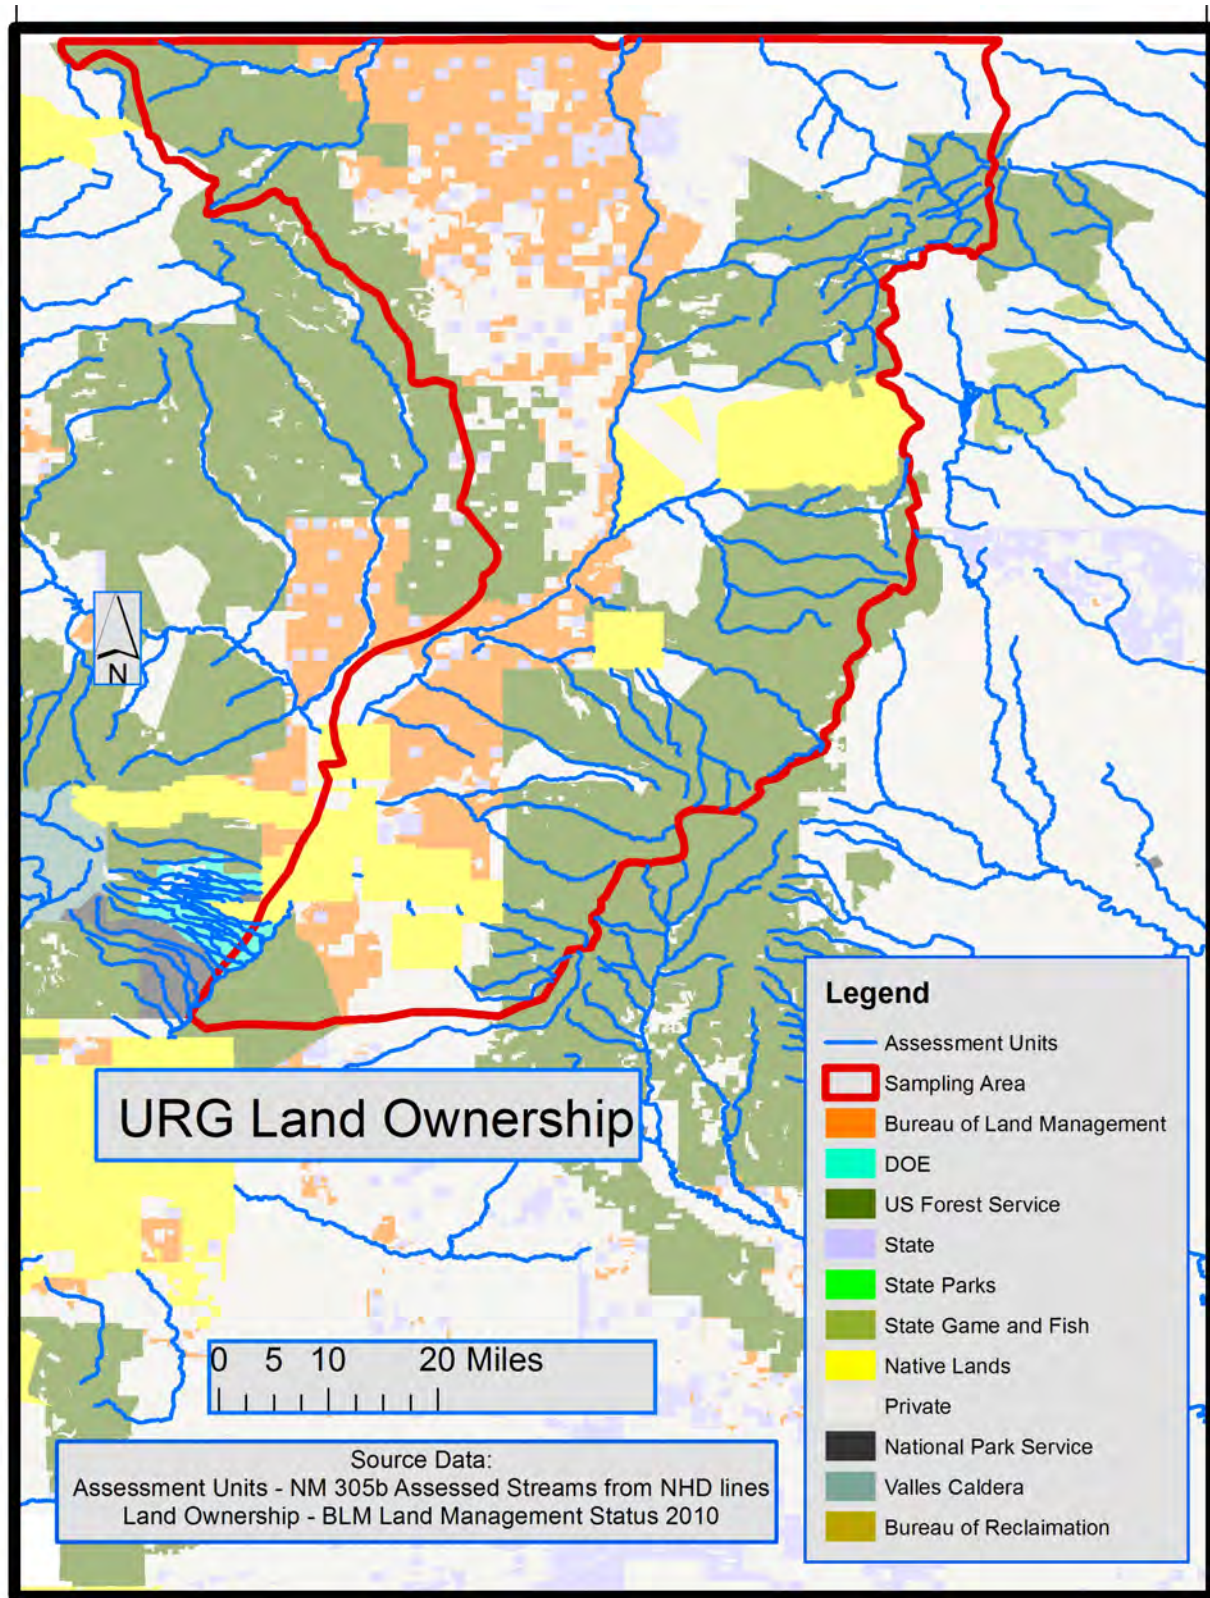 N
Legend
Assessment Units
Sampling Area
Bureau of Land Management
DOE
US Forest Service
State
State Parks
State Game and Fish
Native Lands
Private
National Park Service
Valles Caldera
Bureau of Reclaimation
URG Land Ownership
0 5 10 20 Miles
Source Data:
Assessment Units - NM 305b Assessed Streams from NHD lines
Land Ownership - BLM Land Management Status 2010